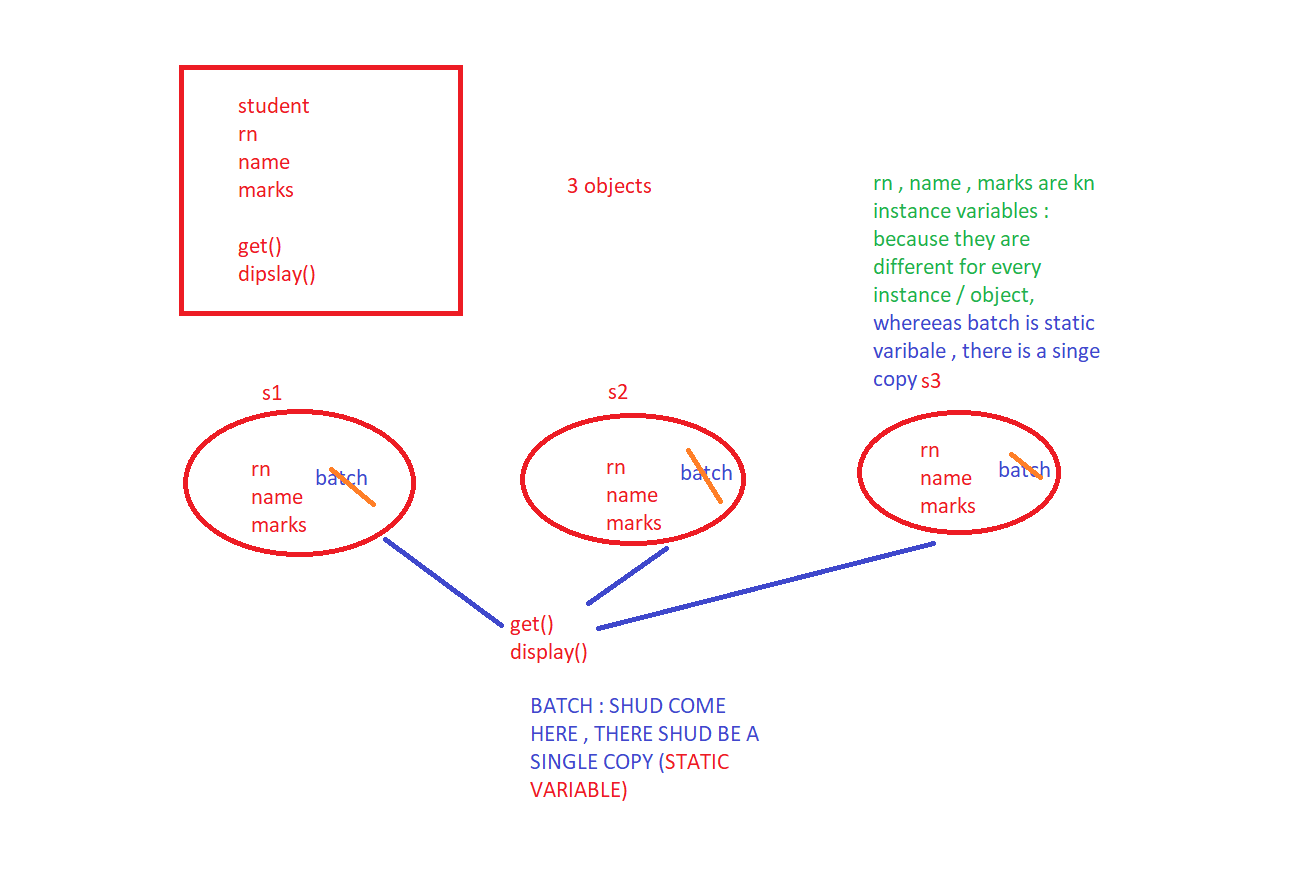 student
rn
name
marks
get()
dipslay()
3 objects
rn , name , marks are kn
instance variables :
because they are
different for every
instance / object,
whereeas batch is static
varibale , there is a singe
copy
s1
s2
s3
rn
name
marks
batch
rn
name
marks
batch
rn
name
marks
batch
get()
display()
BATCH : SHUD COME
HERE , THERE SHUD BE A
SINGLE COPY (STATIC
VARIABLE)